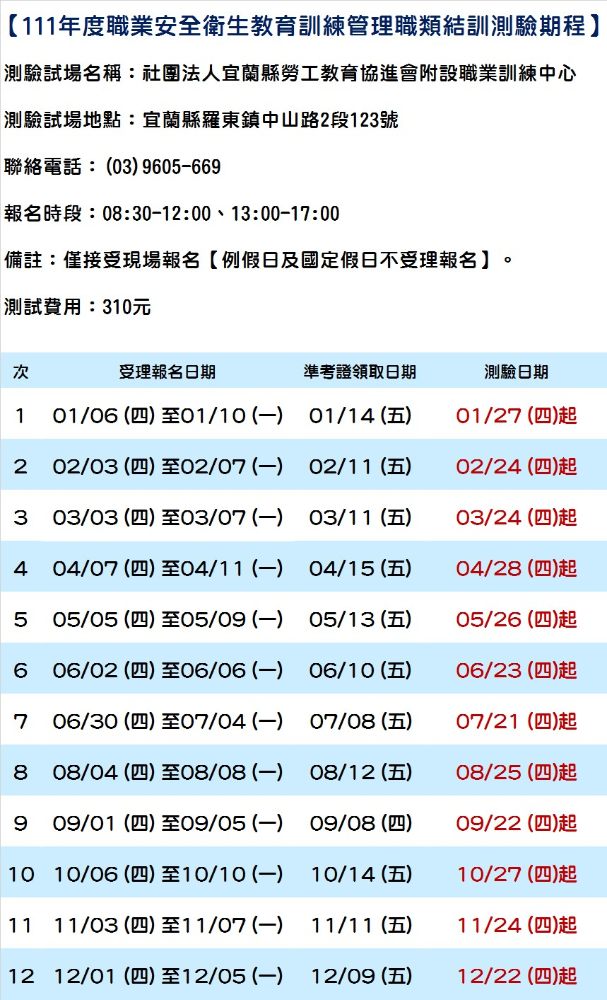 【111年度職業安全衛生教育訓練管理職類結訓測驗期程】
測驗試場名稱：社團法人宜蘭縣勞工教育協進會附設職業訓練中心
測驗試場地點：宜蘭縣羅東鎮中山路2段123號
聯絡電話：(03)9605-669
報名時段：08:30-12:00、13:00-17:00
備註：僅接受現場報名【例假日及國定假日不受理報名】。
測試費用：310元
次 受理報名日期 準考證領取日期 測驗日期
1 01/06 (四) 至01/10 (一) 01/14 (五) 01/27 (四)起
2 02/03 (四) 至02/07 (一) 02/11 (五) 02/24 (四)起
3 03/03 (四) 至03/07 (一) 03/11 (五) 03/24 (四)起
4 04/07 (四) 至04/11 (一) 04/15 (五) 04/28 (四)起
5 05/05 (四) 至05/09 (一) 05/13 (五) 05/26 (四)起
6 06/02 (四) 至06/06 (一) 06/10 (五) 06/23 (四)起
7 06/30 (四) 至07/04 (一) 07/08 (五) 07/21 (四)起
8 08/04 (四) 至08/08 (一) 08/12 (五) 08/25 (四)起
9 09/01 (四) 至09/05 (一) 09/08 (四) 09/22 (四)起
10 10/06 (四) 至10/10 (一) 10/14 (五) 10/27 (四)起
11 11/03 (四) 至11/07 (一) 11/11 (五) 11/24 (四)起
12 12/01 (四) 至12/05 (一) 12/09 (五) 12/22 (四)起